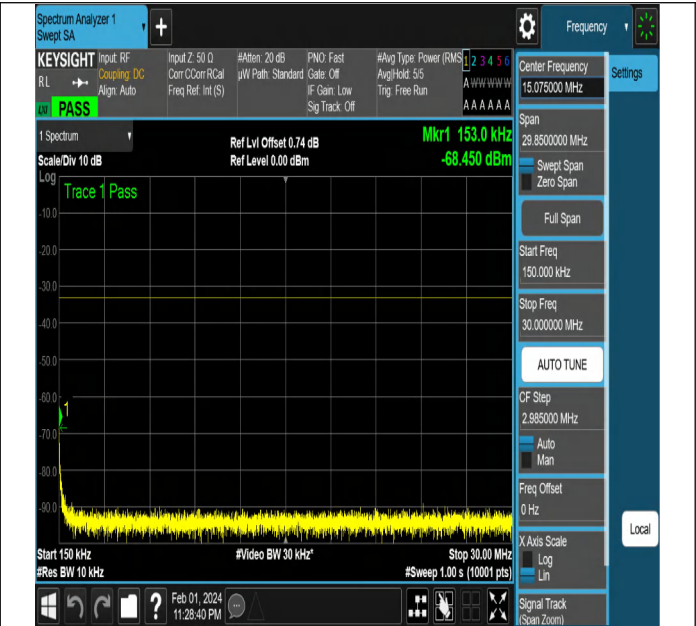 Spectrum Analyzer 1
Swept SA
+
Frequency
KEYSIGHT
RL
LXI
PASS
Input: RF
Coupling: DC
Align: Auto
Input Z: 50 Ω
Corr CCorr RCal
Freq Ref: Int (S)
#Atten: 20 dB
µW Path: Standard
PNO: Fast
Gate: Off
IF Gain: Low
Sig Track: Off
#Avg Type: Power (RMS
Avg|Hold: 5/5
Trig: Free Run
1 2 3 4 5 6
A W W W W W
A A A A A A
1 Spectrum
Scale/Div 10 dB
Ref Lvl Offset 0.74 dB
Ref Level 0.00 dBm
Mkr1 153.0 kHz
-68.450 dBm
Log
Trace 1 Pass
-10.0
-20.0
-30.0
-40.0
-50.0
-60.0
1
-70.0
-80.0
-90.0
Start 150 kHz
#Res BW 10 kHz
#Video BW 30 kHz*
Stop 30.00 MHz
#Sweep 1.00 s (10001 pts)
Feb 01, 2024
11:28:40 PM
Center Frequency
15.075000 MHz
Settings
Span
29.8500000 MHz
Swept Span
Zero Span
Full Span
Start Freq
150.000 kHz
Stop Freq
30.000000 MHz
AUTO TUNE
CF Step
2.985000 MHz
Auto
Man
Freq Offset
0 Hz
X Axis Scale
Log
Lin
Local
Signal Track
(Span Zoom)